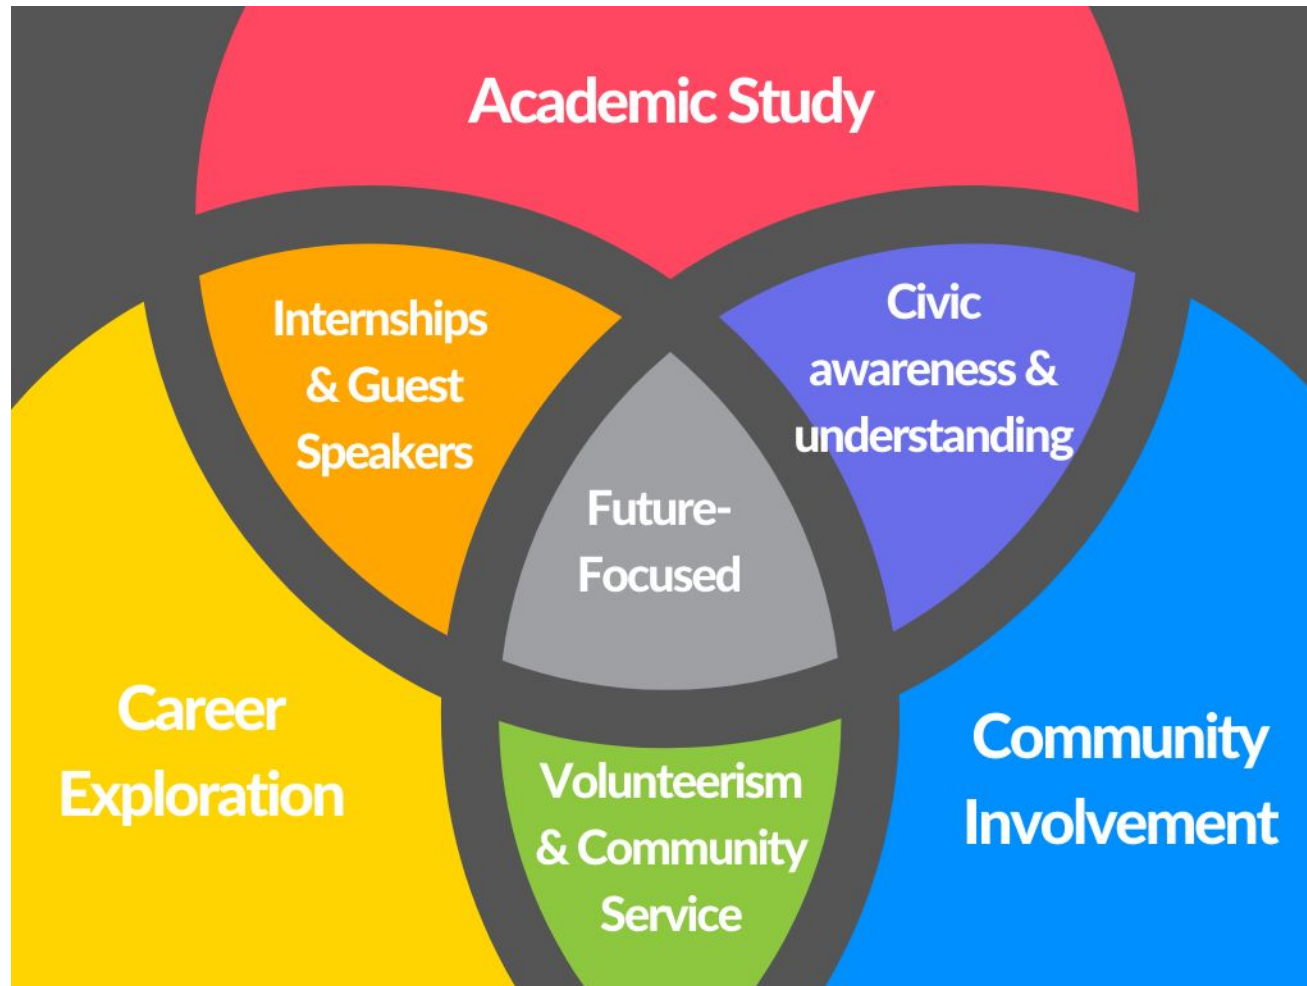 Academic Study
Internships
& Guest
Speakers
Civic
awareness &
understanding
Future-
Focused
Career
Exploration
Community
Involvement
Volunteerism
& Community
Service